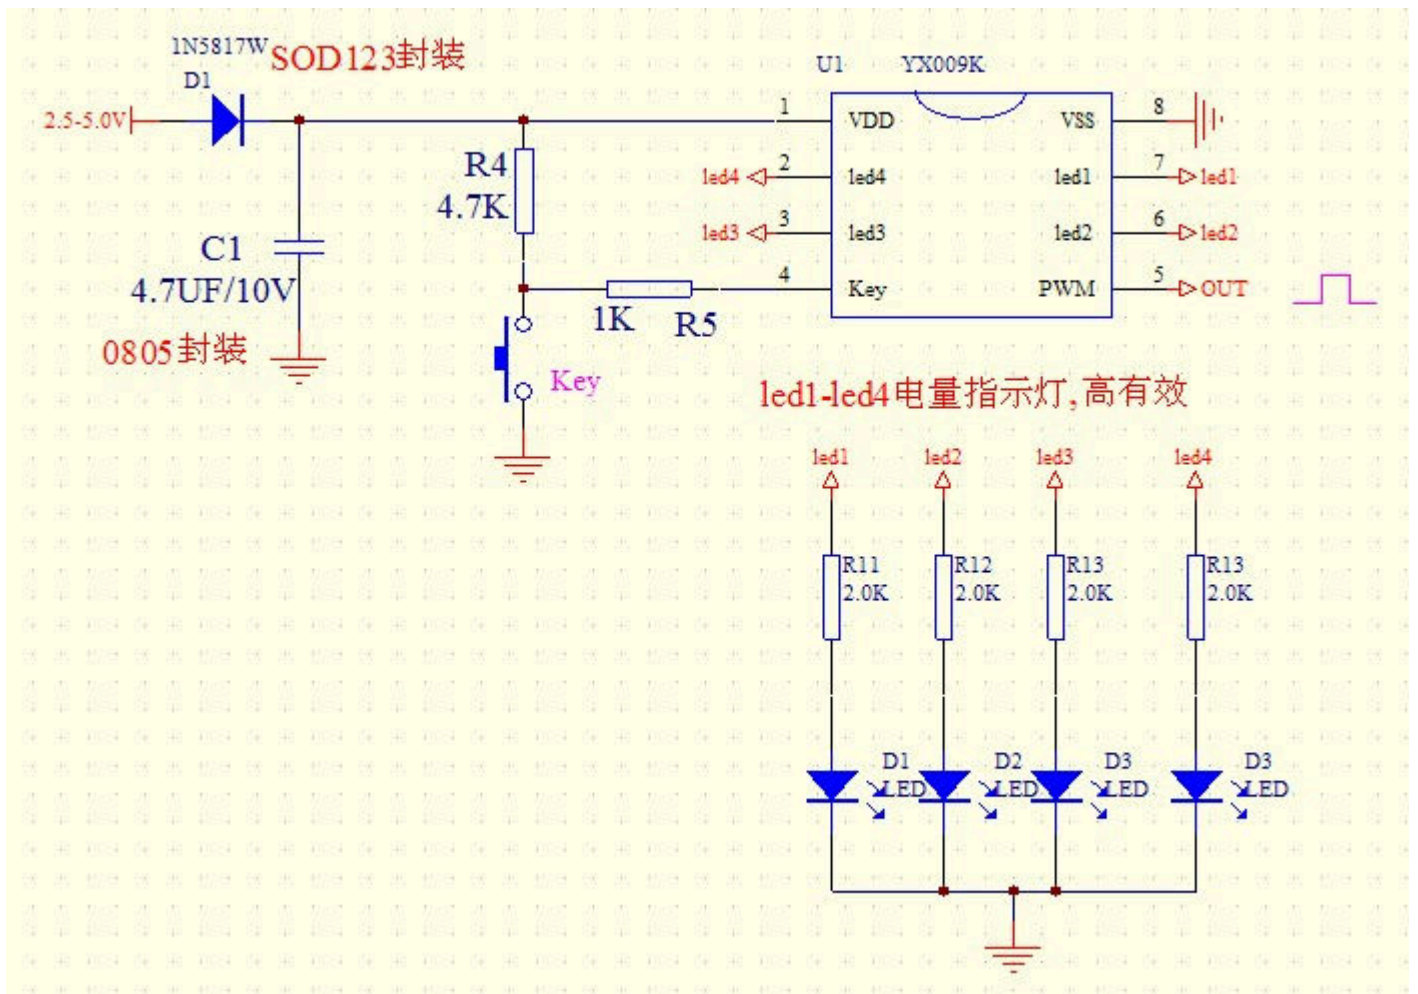 1N5817W
SOD123封装
D1
2.5-5.0V
R4
4.7K
C1
4.7UF/10V
0805封装
1K
R5
Key
U1
YX009K
1
VDD
VSS
8
led4
2
led4
led1
7
led1
led3
3
led3
led2
6
led2
4
Key
PWM
5
OUT
led1-led4电量指示灯,高有效
led1
led2
led3
led4
R11
2.0K
R12
2.0K
R13
2.0K
R13
2.0K
D1
LED
D2
LED
D3
LED
D3
LED